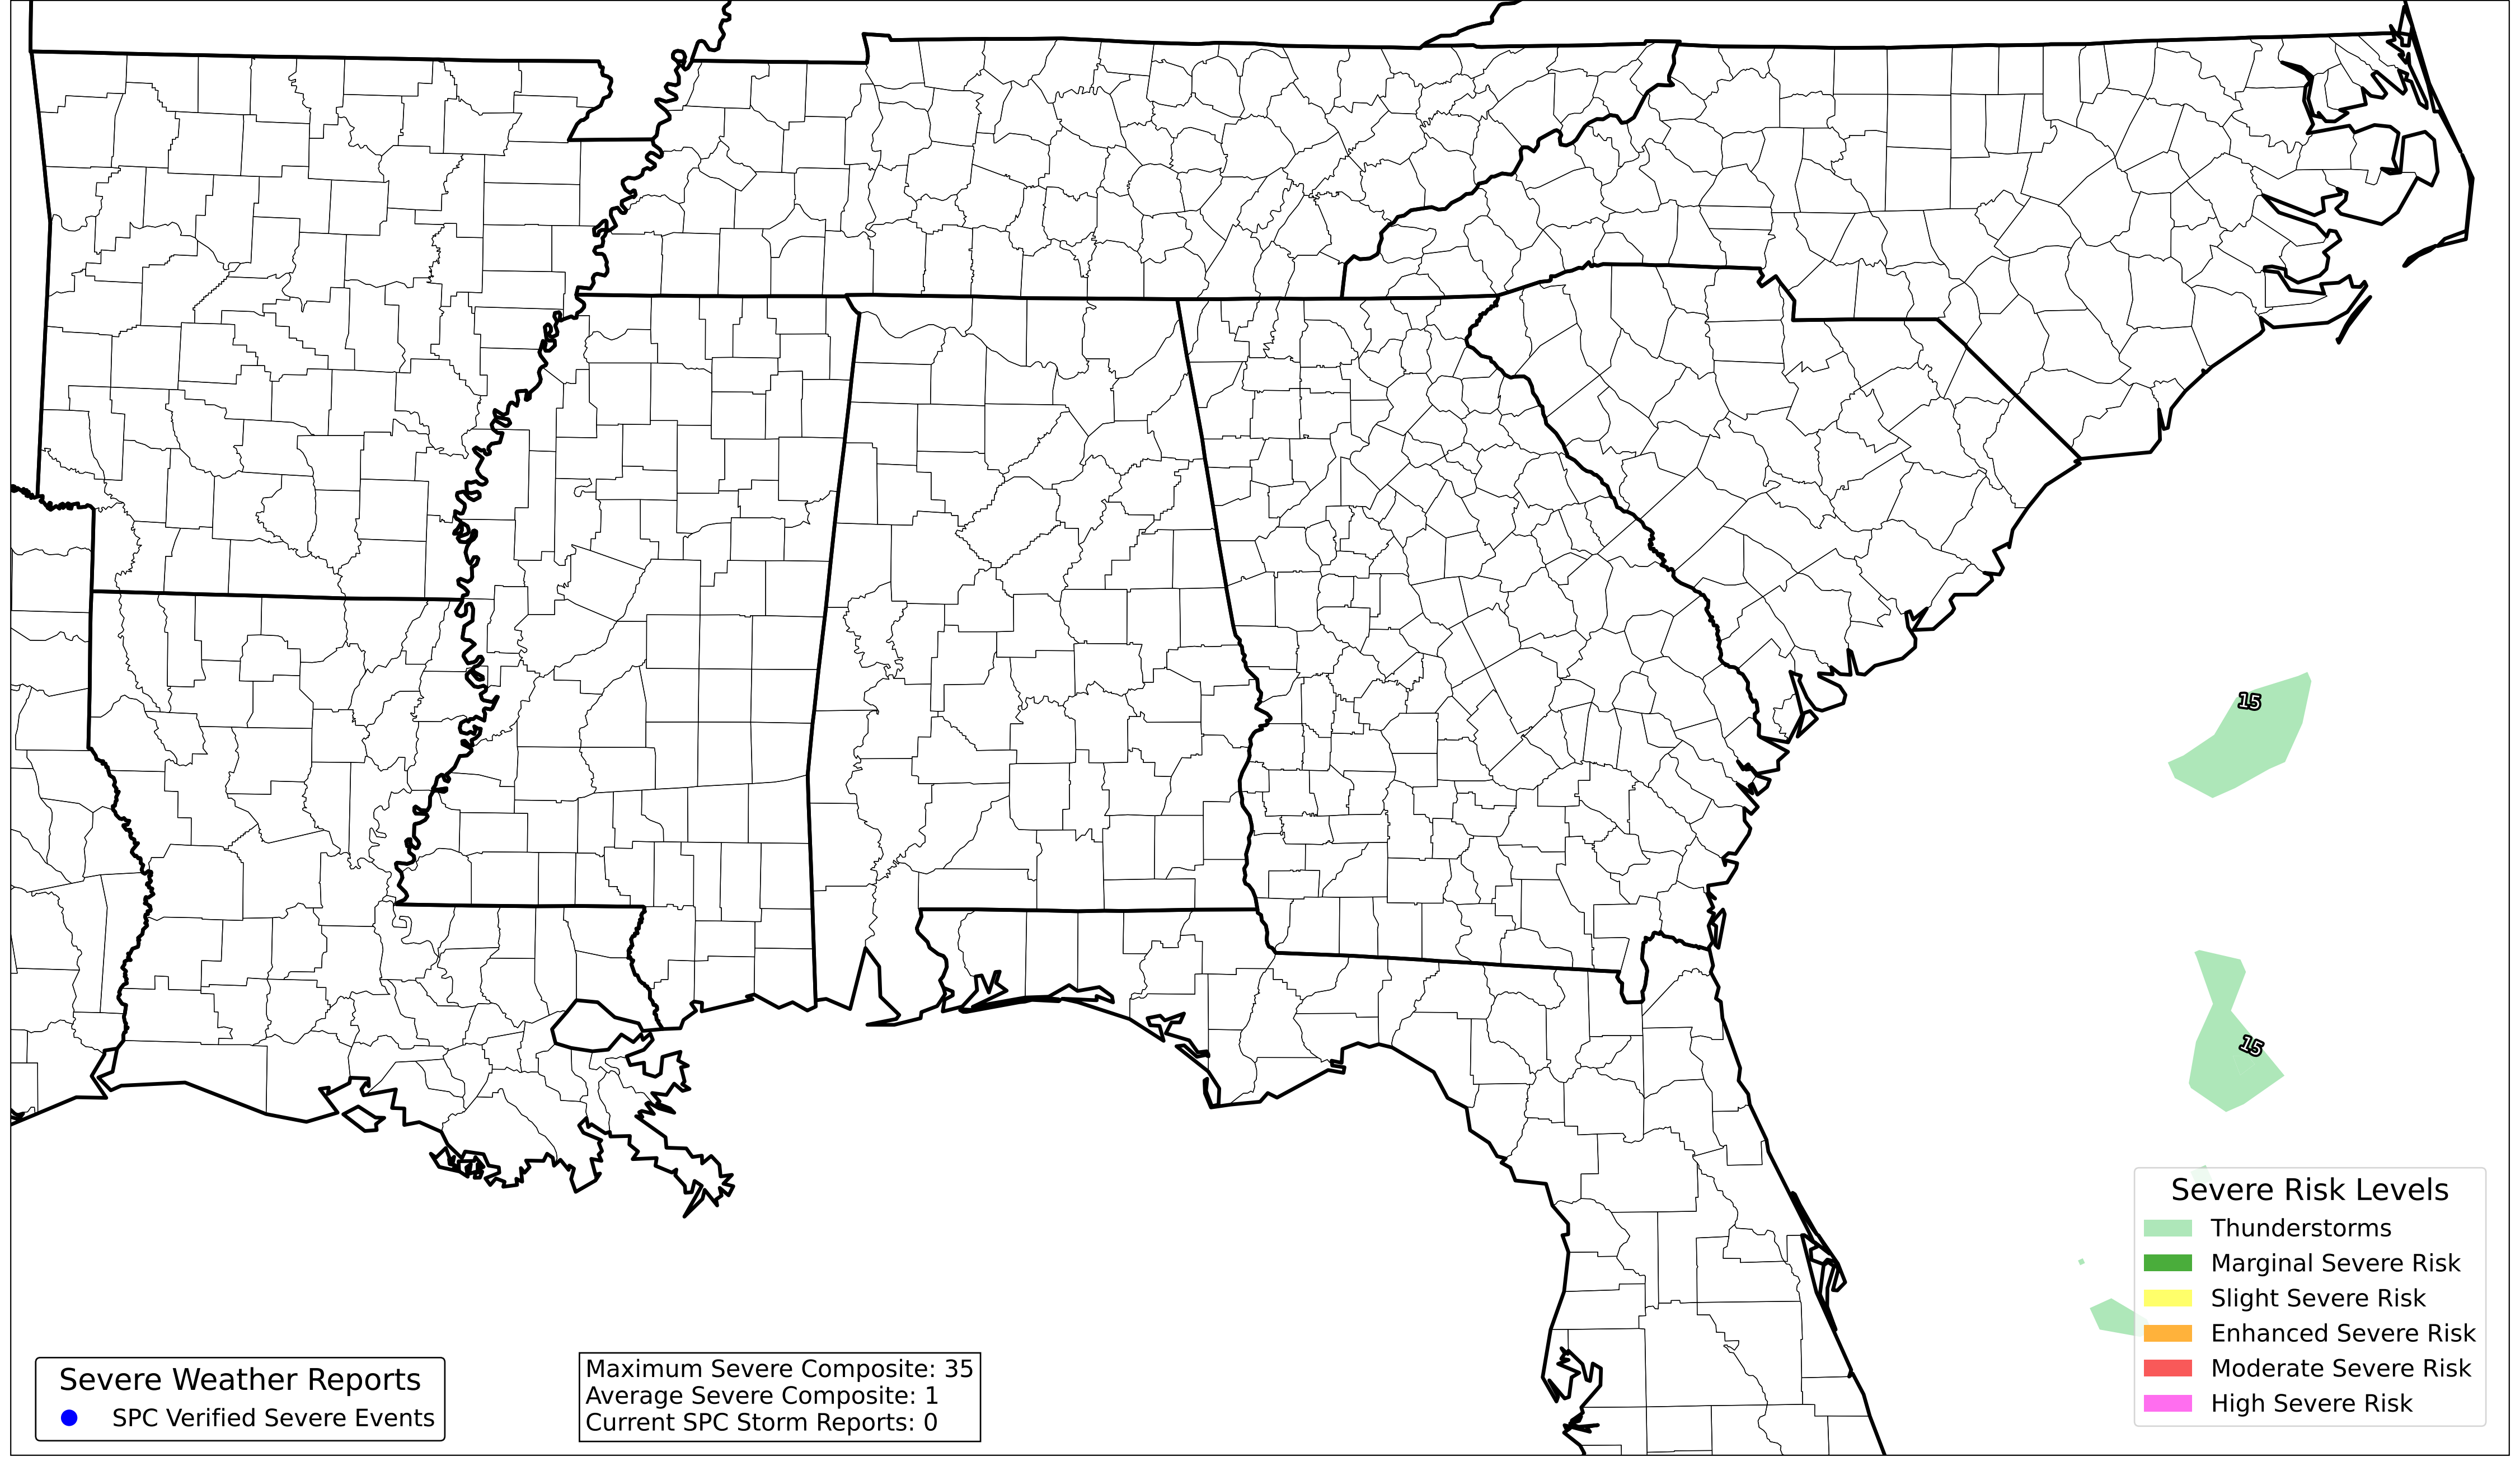 15
15
Severe Risk Levels
Thunderstorms
Marginal Severe Risk
Slight Severe Risk
Enhanced Severe Risk
Moderate Severe Risk
High Severe Risk
Severe Weather Reports
SPC Verified Severe Events
Maximum Severe Composite: 35
Average Severe Composite: 1
Current SPC Storm Reports: 0